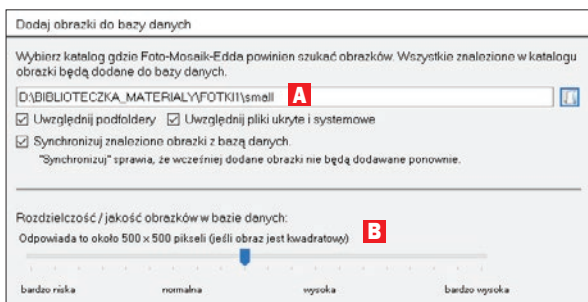 Dodaj obrazki do bazy danych
Wybierz katalog gdzie Foto-Mosaik-Edda powinien szukać obrazków. Wszystkie znalezione w katalogu
obrazki będą dodane do bazy danych.
D:\BIBLIOTECZKA_MATERIALY\FOTKI1\small A
Uwzględnij podfoldery Uwzględnij pliki ukryte i systemowe
Synchronizuj znalezione obrazki z bazą danych.
"Synchronizuj" sprawia, że wcześniej dodane obrazki nie będą dodawane ponownie.
Rozdzielczość / jakość obrazków w bazie danych:
Odpowiada to około 500 x 500 pikseli (jeśli obraz jest kwadratowy) B
bardzo niska normalna wysoka bardzo wysoka